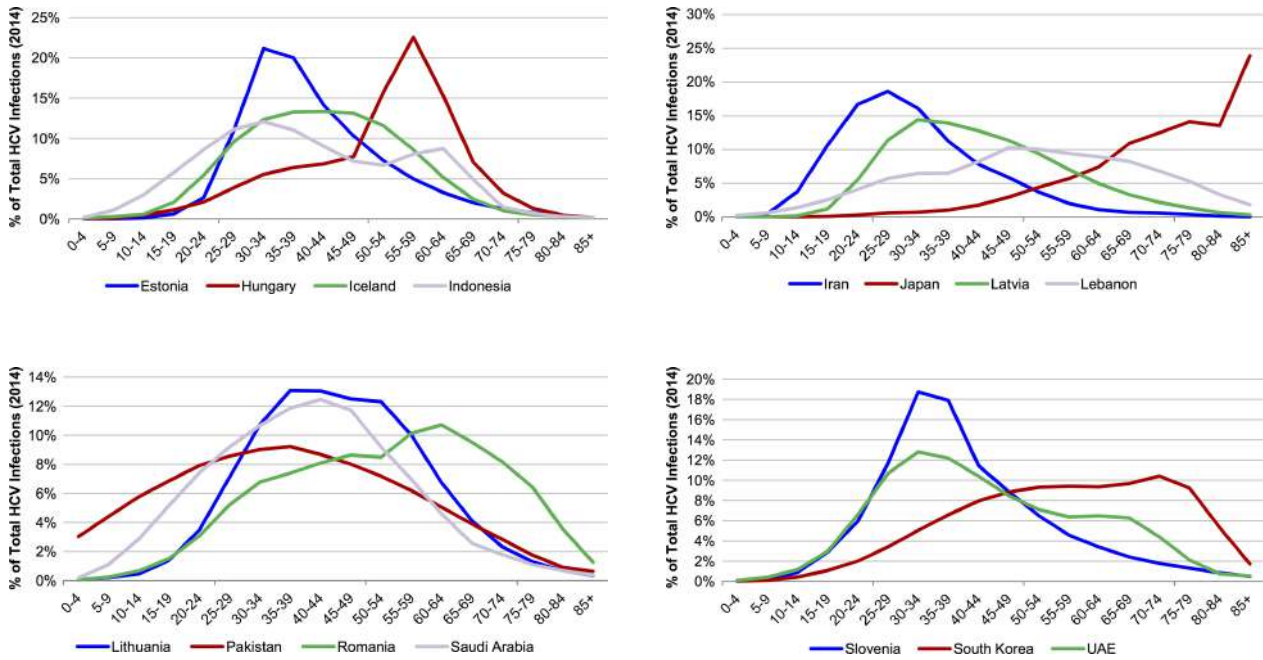 % of Total HCV Infections (2014)
25%
20%
15%
10%
5%
0%
0-4 5-9 10-14 15-19 20-24 25-29 30-34 35-39 40-44 45-49 50-54 55-59 60-64 65-69 70-74 75-79 80-84 85+
Estonia Hungary Iceland Indonesia
% of Total HCV Infections (2014)
30%
25%
20%
15%
10%
5%
0%
0-4 5-9 10-14 15-19 20-24 25-29 30-34 35-39 40-44 45-49 50-54 55-59 60-64 65-69 70-74 75-79 80-84 85+
Iran Japan Latvia Lebanon
% of Total HCV Infections (2014)
14%
12%
10%
8%
6%
4%
2%
0%
0-4 5-9 10-14 15-19 20-24 25-29 30-34 35-39 40-44 45-49 50-54 55-59 60-64 65-69 70-74 75-79 80-84 85+
Lithuania Pakistan Romania Saudi Arabia
% of Total HCV Infections (2014)
20%
18%
16%
14%
12%
10%
8%
6%
4%
2%
0%
0-4 5-9 10-14 15-19 20-24 25-29 30-34 35-39 40-44 45-49 50-54 55-59 60-64 65-69 70-74 75-79 80-84 85+
Slovenia South Korea UAE